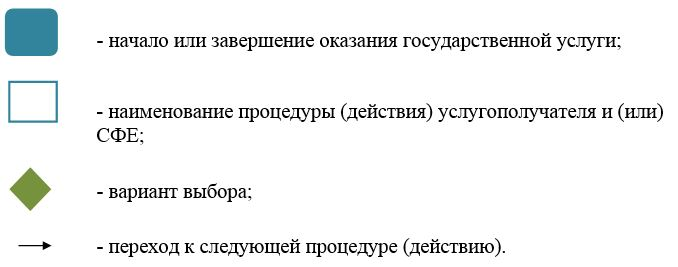 - начало или завершение оказания государственной услуги;
- наименование процедуры (действия) услугополучателя и (или)
СФЕ;
- вариант выбора;
- переход к следующей процедуре (действию).